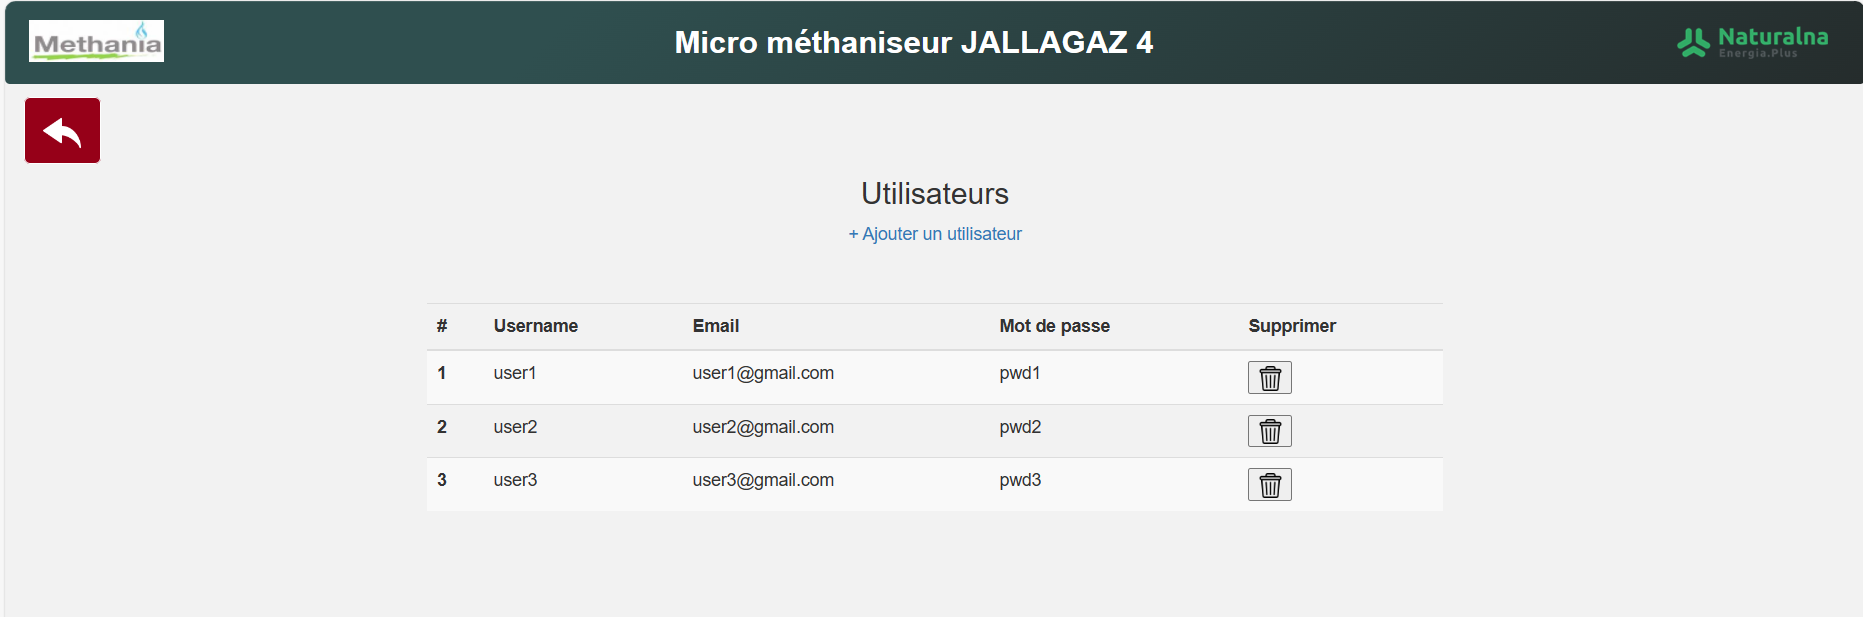 Methania
Micro méthaniseur JALLAGAZ 4
Naturalna
Energia.Plus
Utilisateurs
+ Ajouter un utilisateur
# Username Email Mot de passe Supprimer
1 user1 user1@gmail.com pwd1
2 user2 user2@gmail.com pwd2
3 user3 user3@gmail.com pwd3